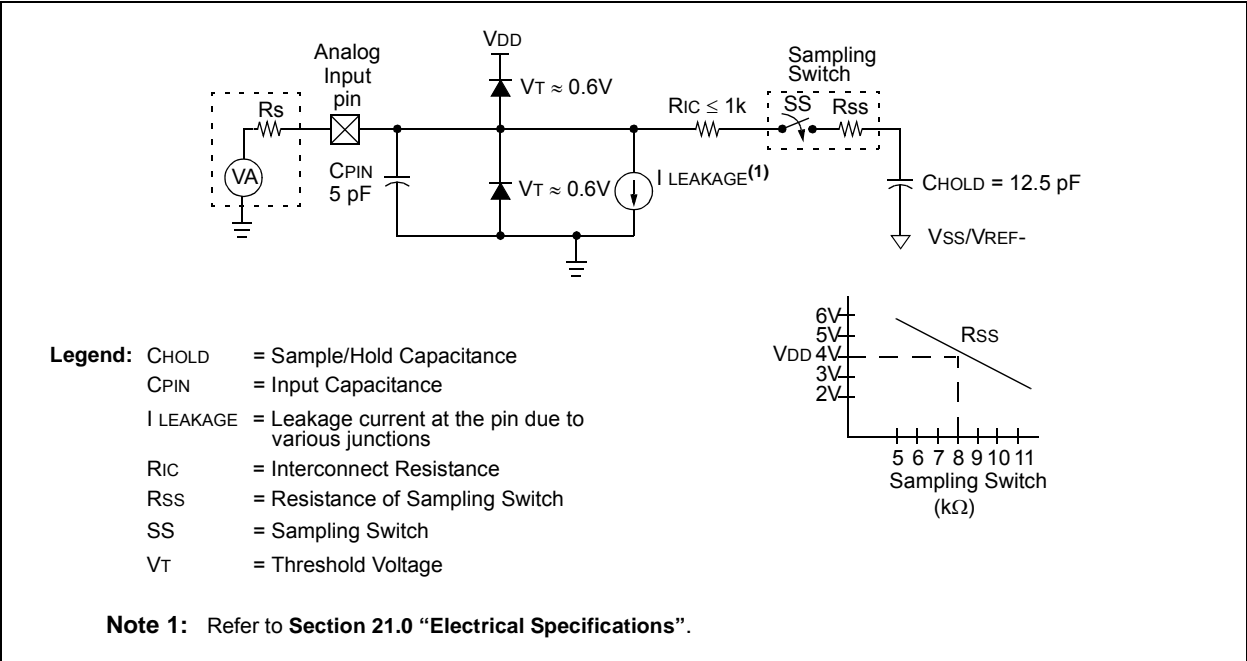 VDD
Analog
Input
pin
VT ≈ 0.6V
Sampling
Switch
Rs
RIC ≤ 1k
SS
Rss
VA
CPIN
5 pF
VT ≈ 0.6V
I LEAKAGE(1)
CHOLD = 12.5 pF
VSS/VREF-
6V
5V
VDD 4V
3V
2V
RSS
5 6 7 8 9 10 11
Sampling Switch
(kΩ)
Legend: CHOLD = Sample/Hold Capacitance
CPIN = Input Capacitance
I LEAKAGE = Leakage current at the pin due to
various junctions
RIC = Interconnect Resistance
RSS = Resistance of Sampling Switch
SS = Sampling Switch
VT = Threshold Voltage
Note 1: Refer to Section 21.0 “Electrical Specifications”.